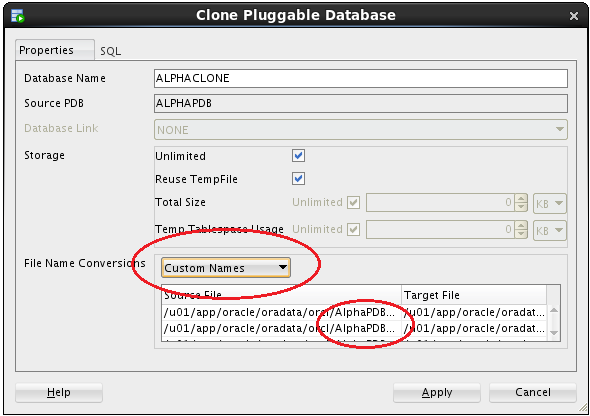 Clone Pluggable Database
Properties SQL
Database Name ALPHACLONE
Source PDB ALPHAPDB
Database Link NONE
Storage Unlimited
Reuse TempFile
Total Size Unlimited 0 KB
Temp Tablespace Usage Unlimited 0 KB
File Name Conversions Custom Names
Source File Target File
/u01/app/oracle/oradata/orcl/AlphaPDB... /u01/app/oracle/oradat...
/u01/app/oracle/oradata/orcl/AlphaPDB... /u01/app/oracle/oradat...
Help Apply Cancel